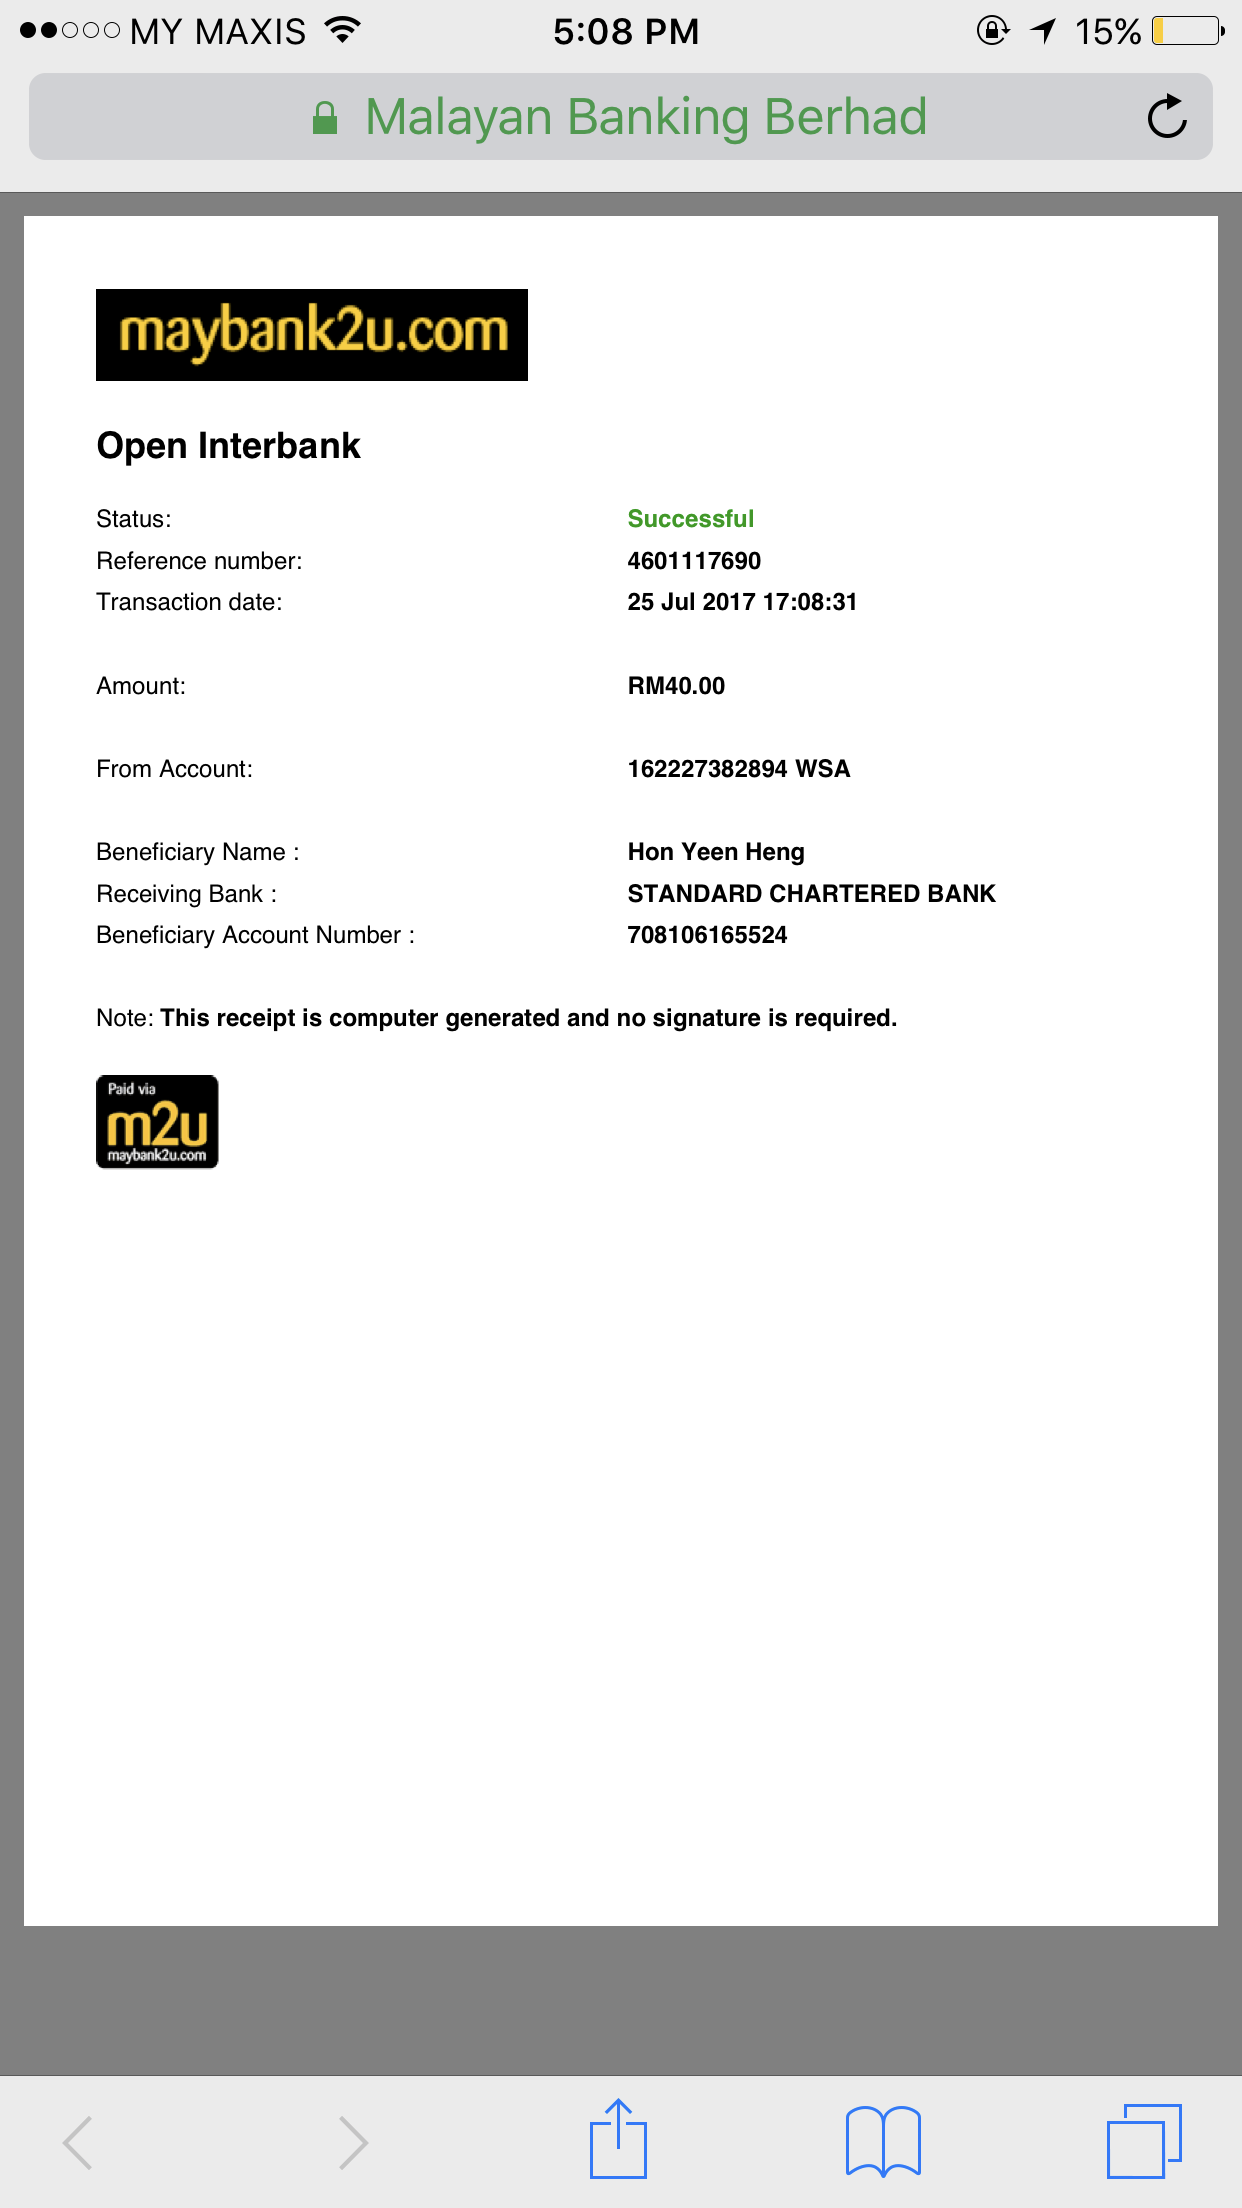 MY MAXIS 5:08 PM 15%
Malayan Banking Berhad
maybank2u.com
Open Interbank
Status: Successful
Reference number: 4601117690
Transaction date: 25 Jul 2017 17:08:31
Amount: RM40.00
From Account: 162227382894 WSA
Beneficiary Name : Hon Yeen Heng
Receiving Bank : STANDARD CHARTERED BANK
Beneficiary Account Number : 708106165524
Note: This receipt is computer generated and no signature is required.
Paid via
m2u
maybank2u.com